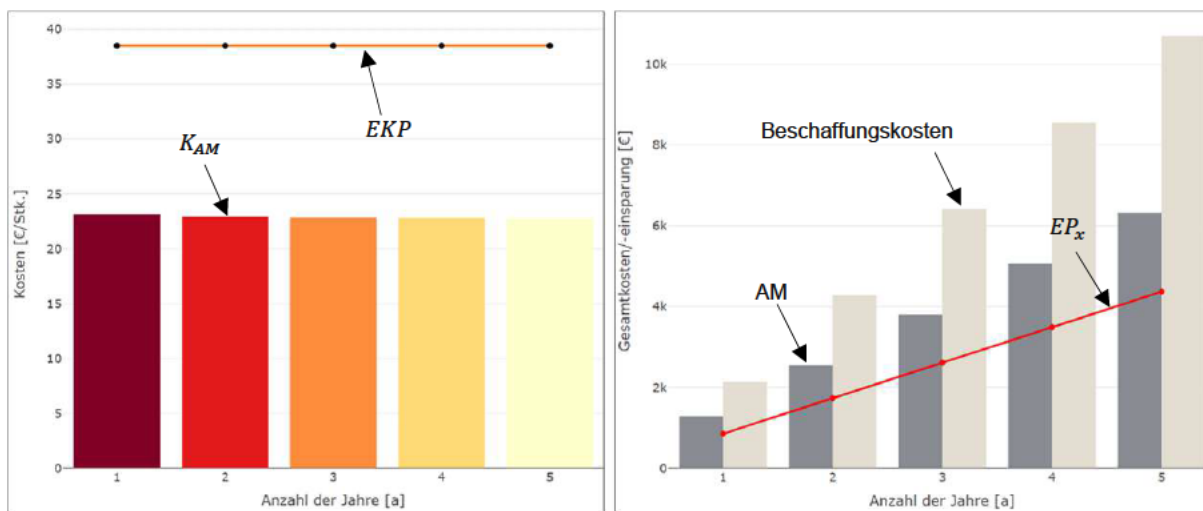 40
35
30
25
20
15
10
5
0
Kosten [€/Stk.]
EKP
K_AM
1 2 3 4 5
Anzahl der Jahre [a]
10k
8k
6k
4k
2k
0
Gesamtkosten/-einsparung [€]
Beschaffungskosten
EP_x
AM
1 2 3 4 5
Anzahl der Jahre [a]